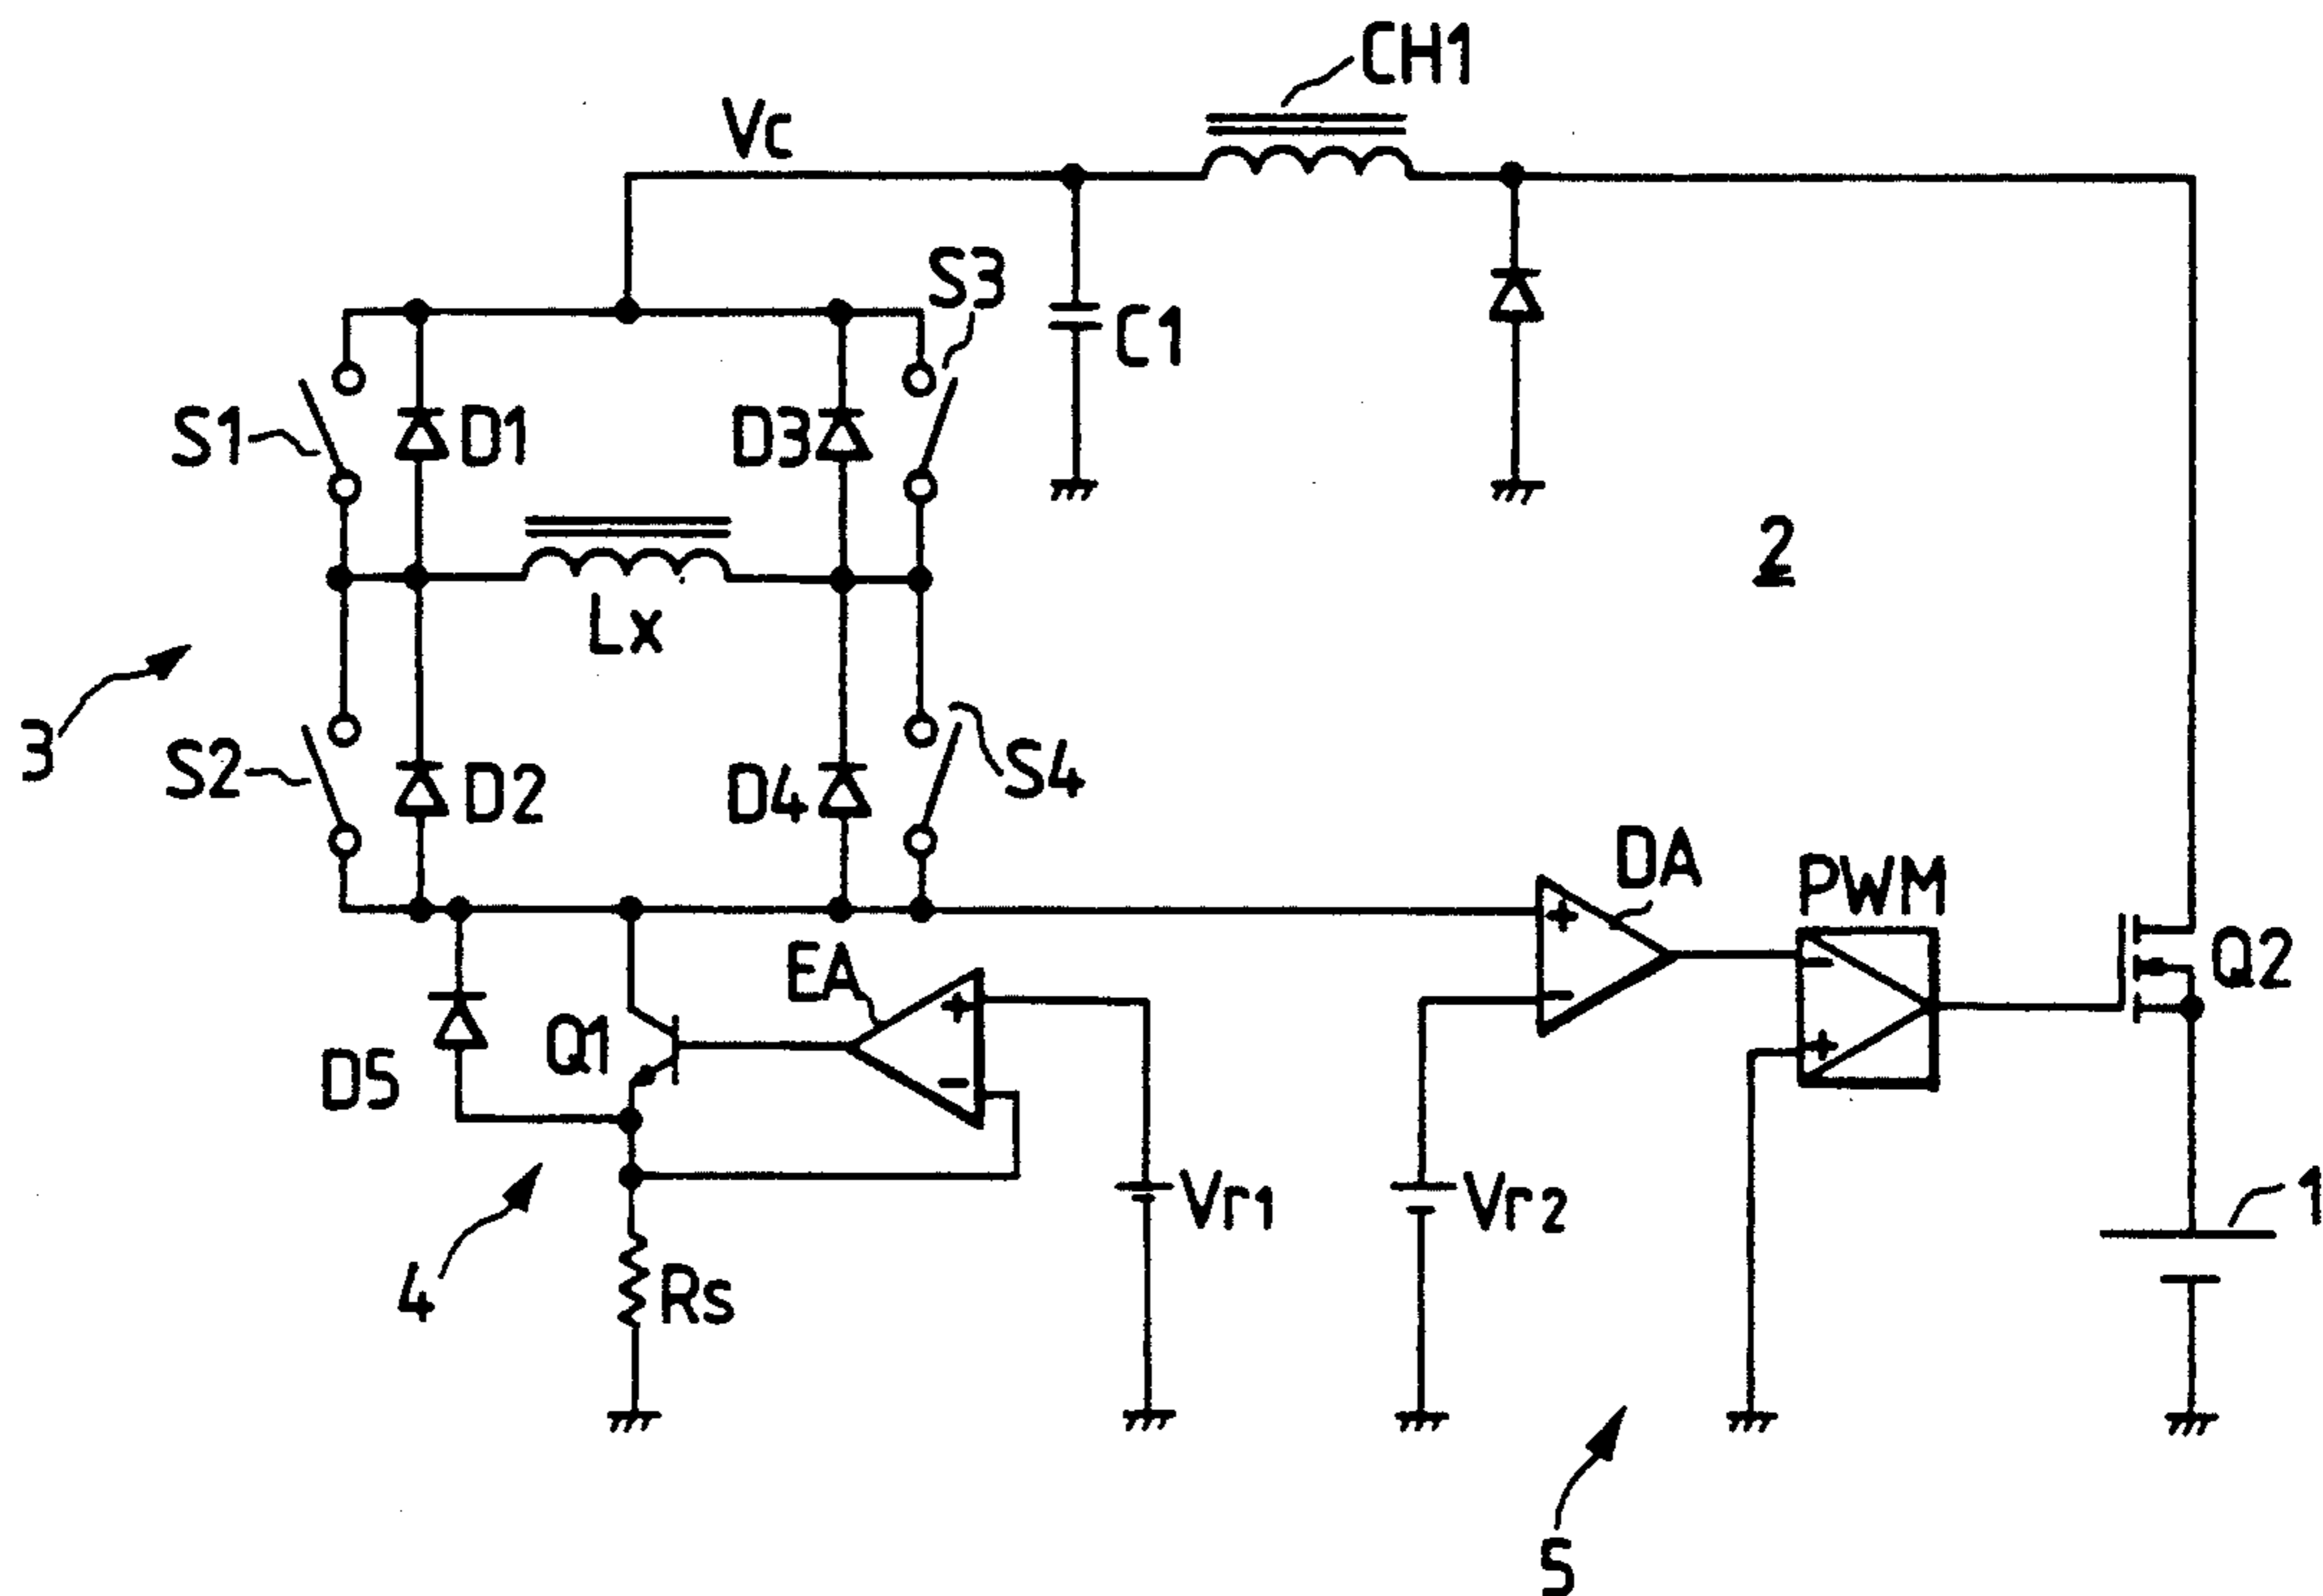 CH1
Vc
S3
C1
S1
D1
D3
2
Lx
3
S2
D2
D4
S4
DA
PWM
+
-
EA
+
-
-
+
Q2
Q1
D5
Vr1
Vr2
1
4
Rs
5